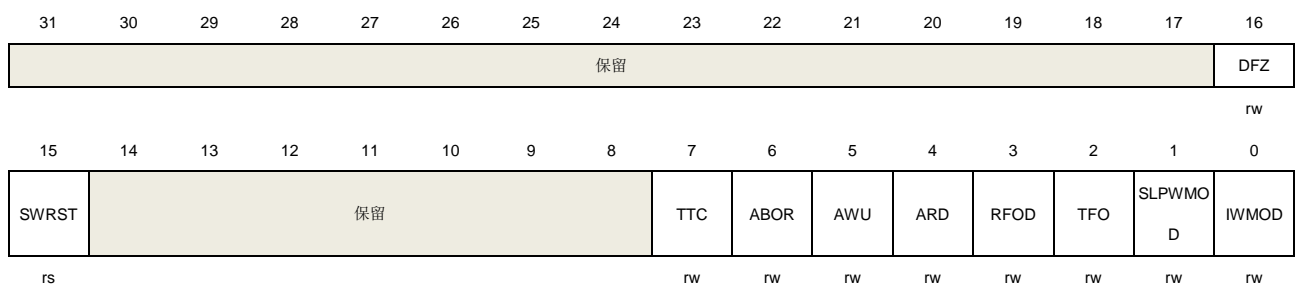 31 30 29 28 27 26 25 24 23 22 21 20 19 18 17 16
保留 DFZ
rw
15 14 13 12 11 10 9 8 7 6 5 4 3 2 1 0
SWRST 保留 TTC ABOR AWU ARD RFOD TFO SLPWMO IWMOD
D
rs rw rw rw rw rw rw rw rw